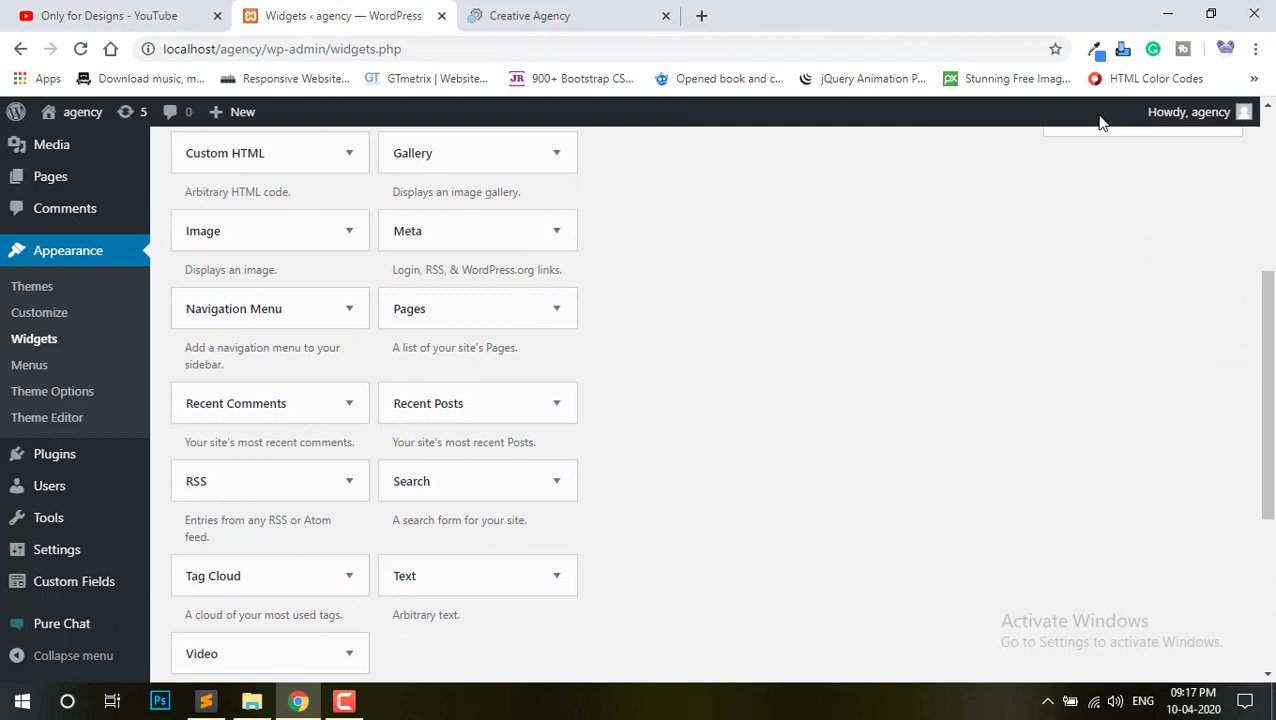 Only for Designs - YouTube
Widgets ‹ agency — WordPress
Creative Agency
localhost/agency/wp-admin/widgets.php
Apps
Download music, m...
Responsive Website...
GT
GTmetrix | Website...
JR
900+ Bootstrap CS...
Opened book and c...
jQuery Animation P...
px
Stunning Free Imag...
HTML Color Codes
»
agency
5
0
New
Howdy, agency
Media
Pages
Comments
Appearance
Themes
Customize
Widgets
Menus
Theme Options
Theme Editor
Plugins
Users
Tools
Settings
Custom Fields
Pure Chat
Collapse menu
Custom HTML
Gallery
Arbitrary HTML code.
Displays an image gallery.
Image
Meta
Displays an image.
Login, RSS, & WordPress.org links.
Navigation Menu
Pages
Add a navigation menu to your
sidebar.
A list of your site's Pages.
Recent Comments
Recent Posts
Your site's most recent comments.
Your site's most recent Posts.
RSS
Search
Entries from any RSS or Atom
feed.
A search form for your site.
Tag Cloud
Text
A cloud of your most used tags.
Arbitrary text.
Video
Activate Windows
Go to Settings to activate Windows.
Ps
ENG
09:17 PM
10-04-2020